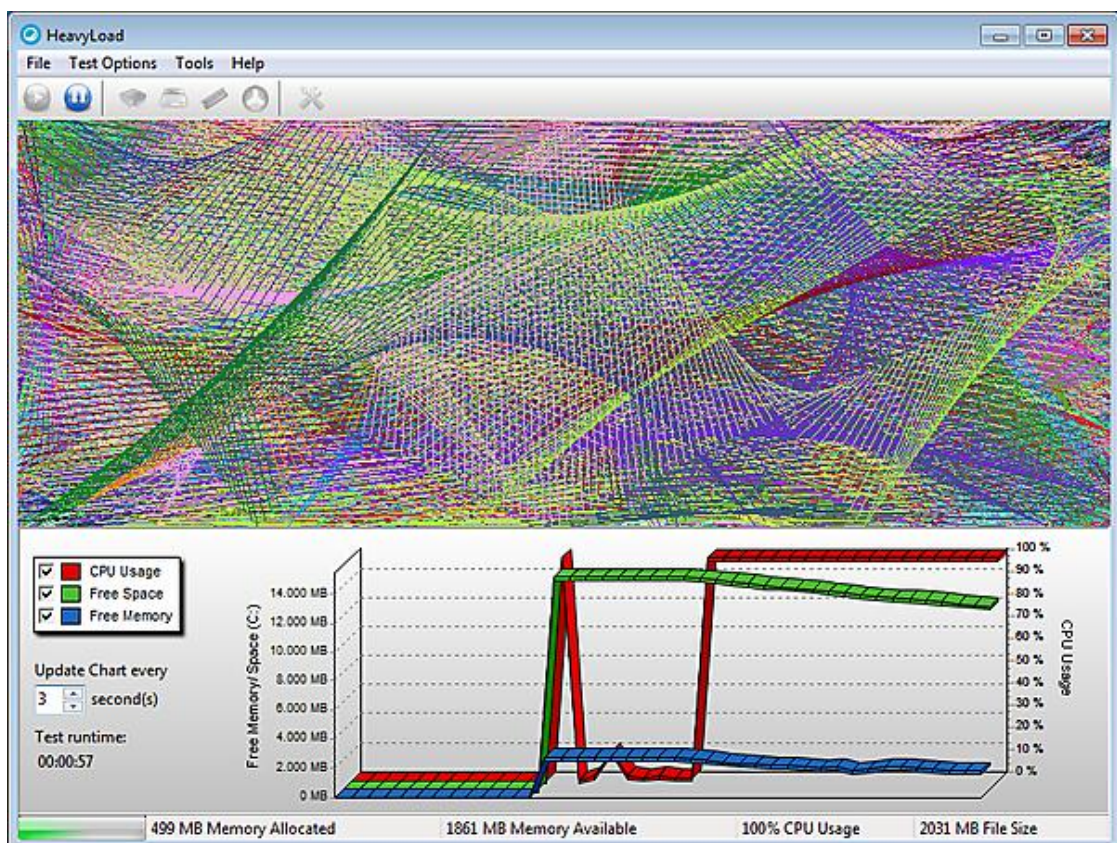 HeavyLoad
File Test Options Tools Help
CPU Usage
Free Space
Free Memory
Update Chart every
3 second(s)
Test runtime:
00:00:57
Free Memory/ Space (C:)
14.000 MB
12.000 MB
10.000 MB
8.000 MB
6.000 MB
4.000 MB
2.000 MB
0 MB
100 %
90 %
80 %
70 %
60 %
50 %
40 %
30 %
20 %
10 %
0 %
CPU Usage
499 MB Memory Allocated 1861 MB Memory Available 100% CPU Usage 2031 MB File Size